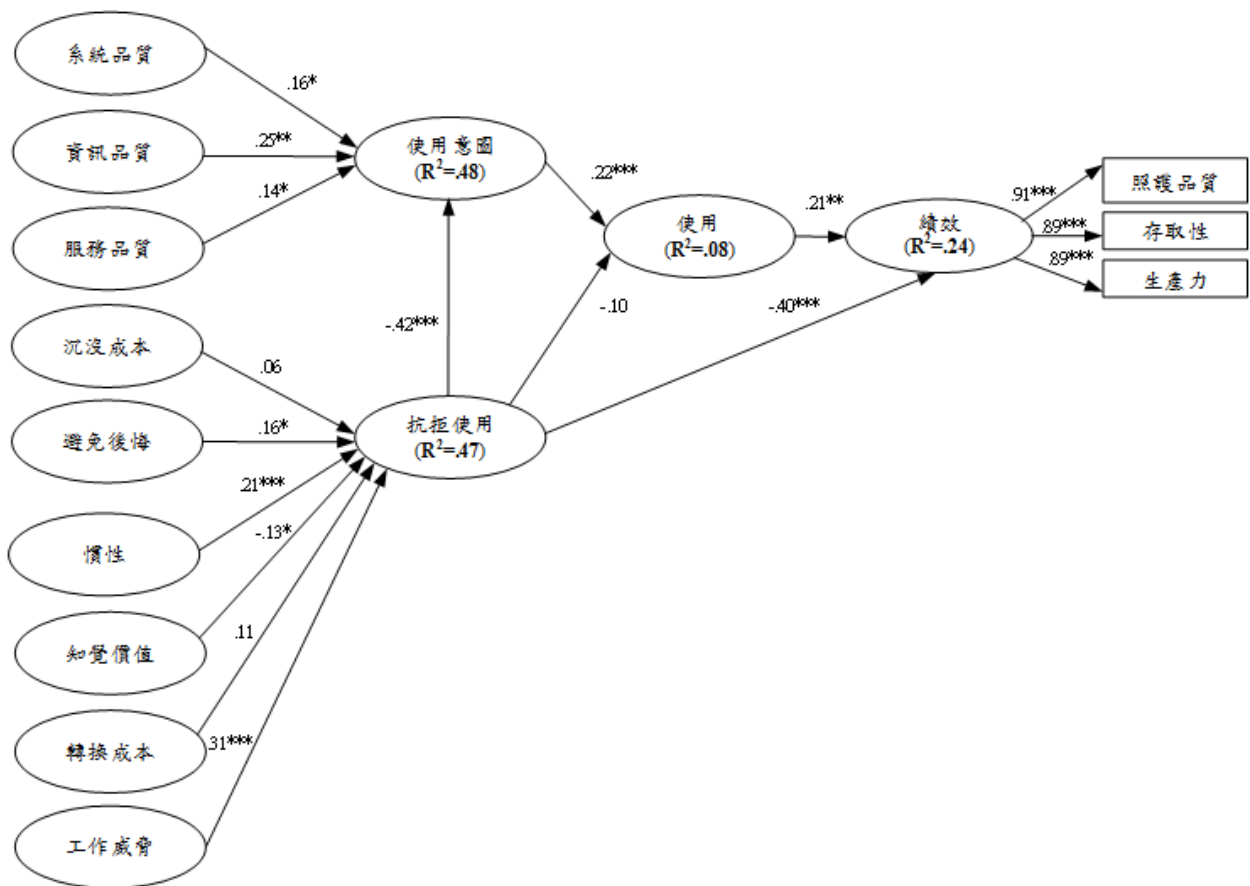 系統品質
.16*
資訊品質
.25**
使用意圖
(R²=.48)
.14*
服務品質
.22***
使用
(R²=.08)
.21**
績效
(R²=.24)
.91***
照護品質
.89***
存取性
.89***
生產力
沉沒成本
.06
-.42***
-.10
-.40***
避免後悔
.16*
抗拒使用
(R²=.47)
慣性
.21***
知覺價值
-.13*
轉換成本
.11
工作威脅
.31***